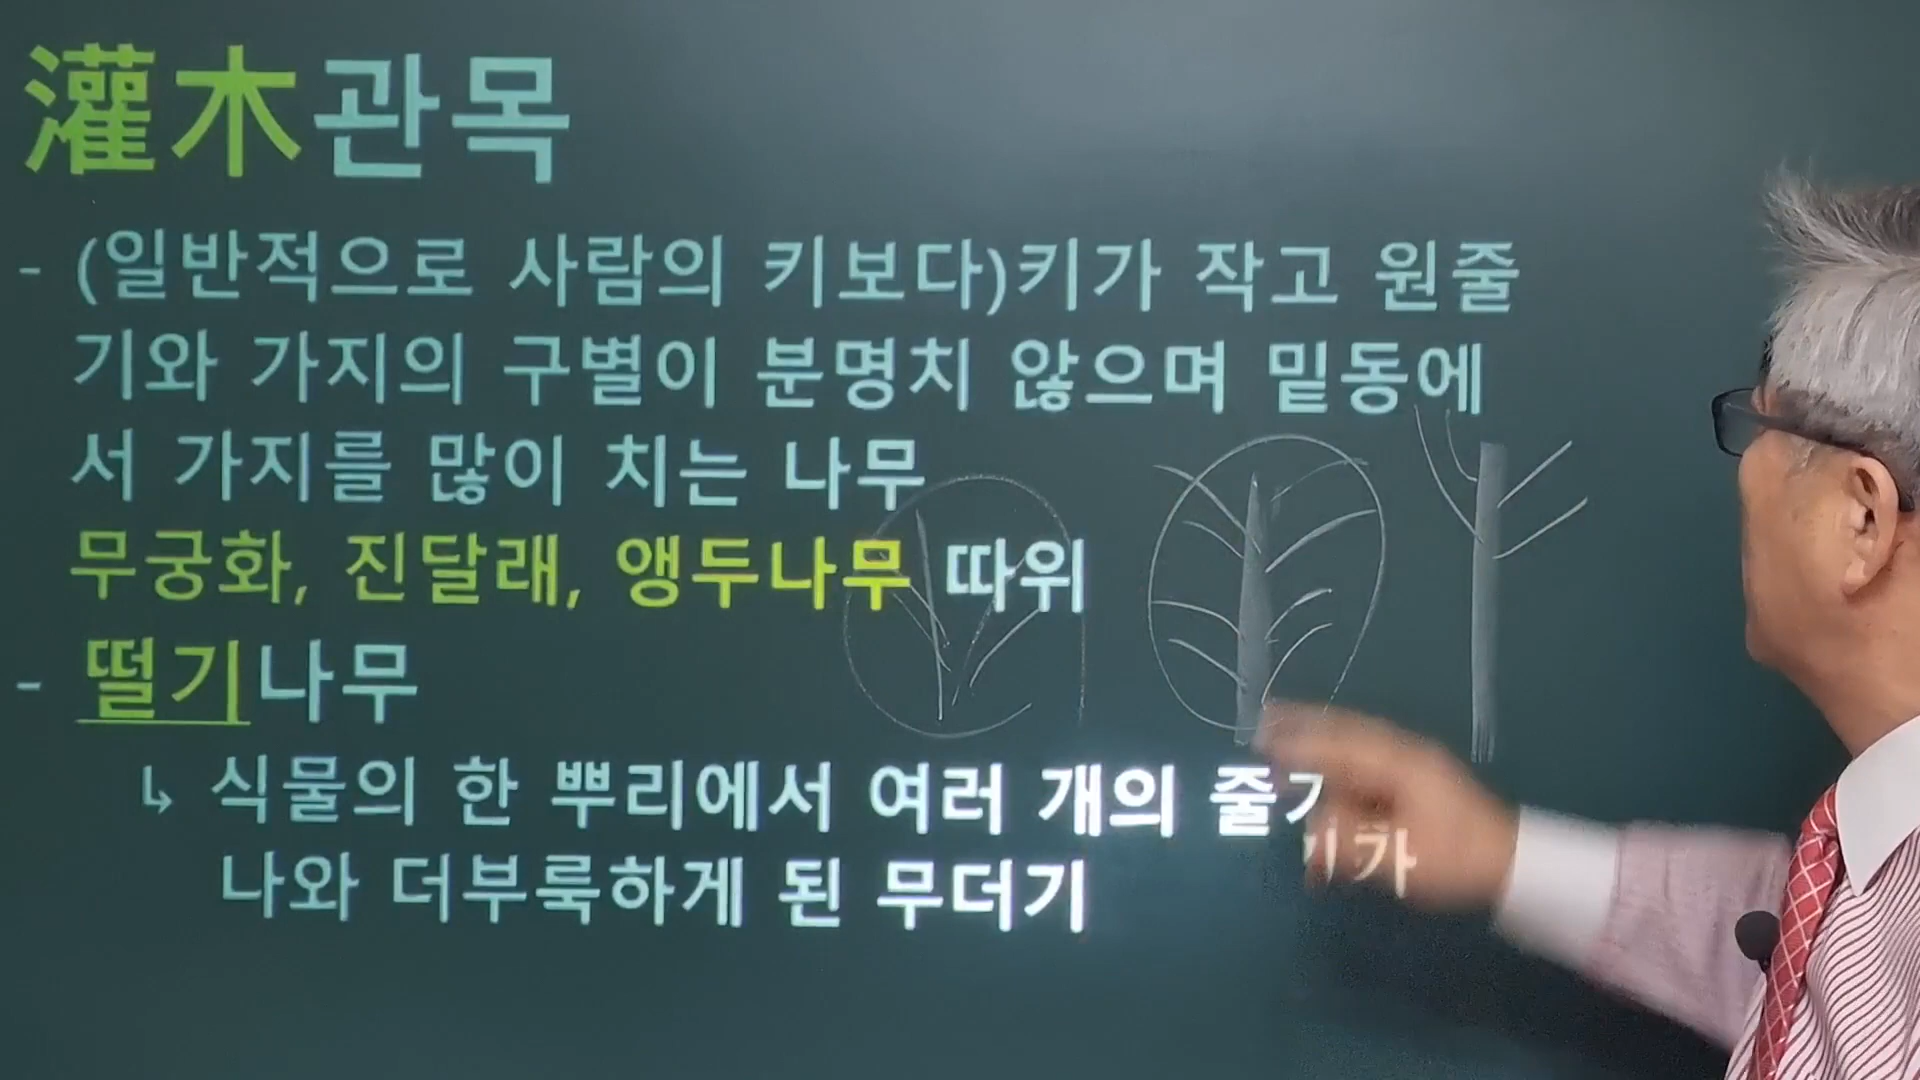 灌木관목
- (일반적으로 사람의 키보다)키가 작고 원줄
기와 가지의 구별이 분명치 않으며 밑동에
서 가지를 많이 치는 나무
무궁화, 진달래, 앵두나무 따위
- 떨기나무
↳ 식물의 한 뿌리에서 여러 개의 줄기가
나와 더부룩하게 된 무더기